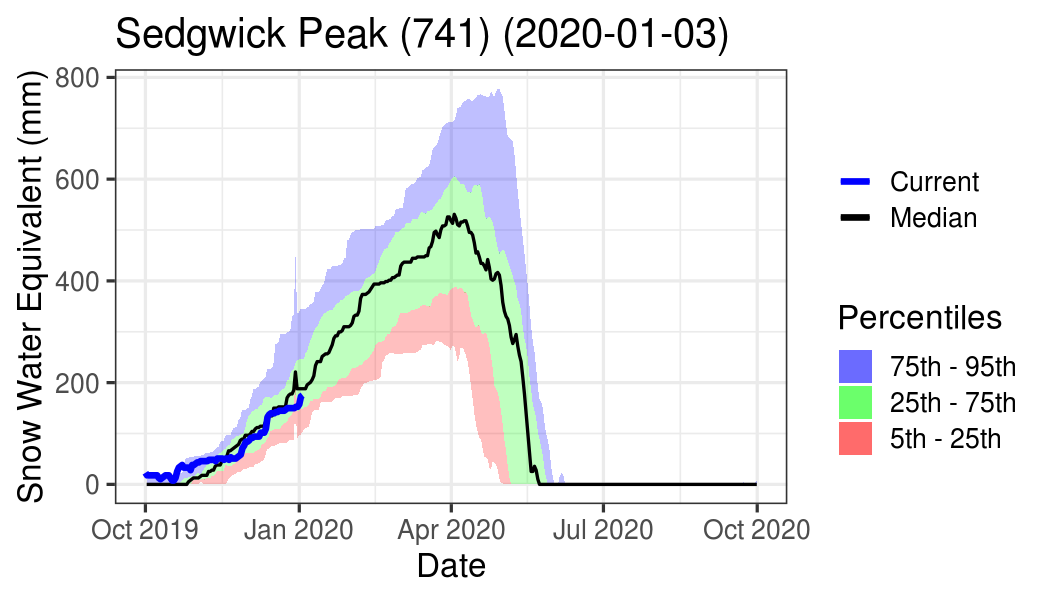 Sedgwick Peak (741) (2020-01-03)
Snow Water Equivalent (mm)
800
600
400
200
0
Oct 2019 Jan 2020 Apr 2020 Jul 2020 Oct 2020
Date
Current
Median
Percentiles
75th - 95th
25th - 75th
5th - 25th